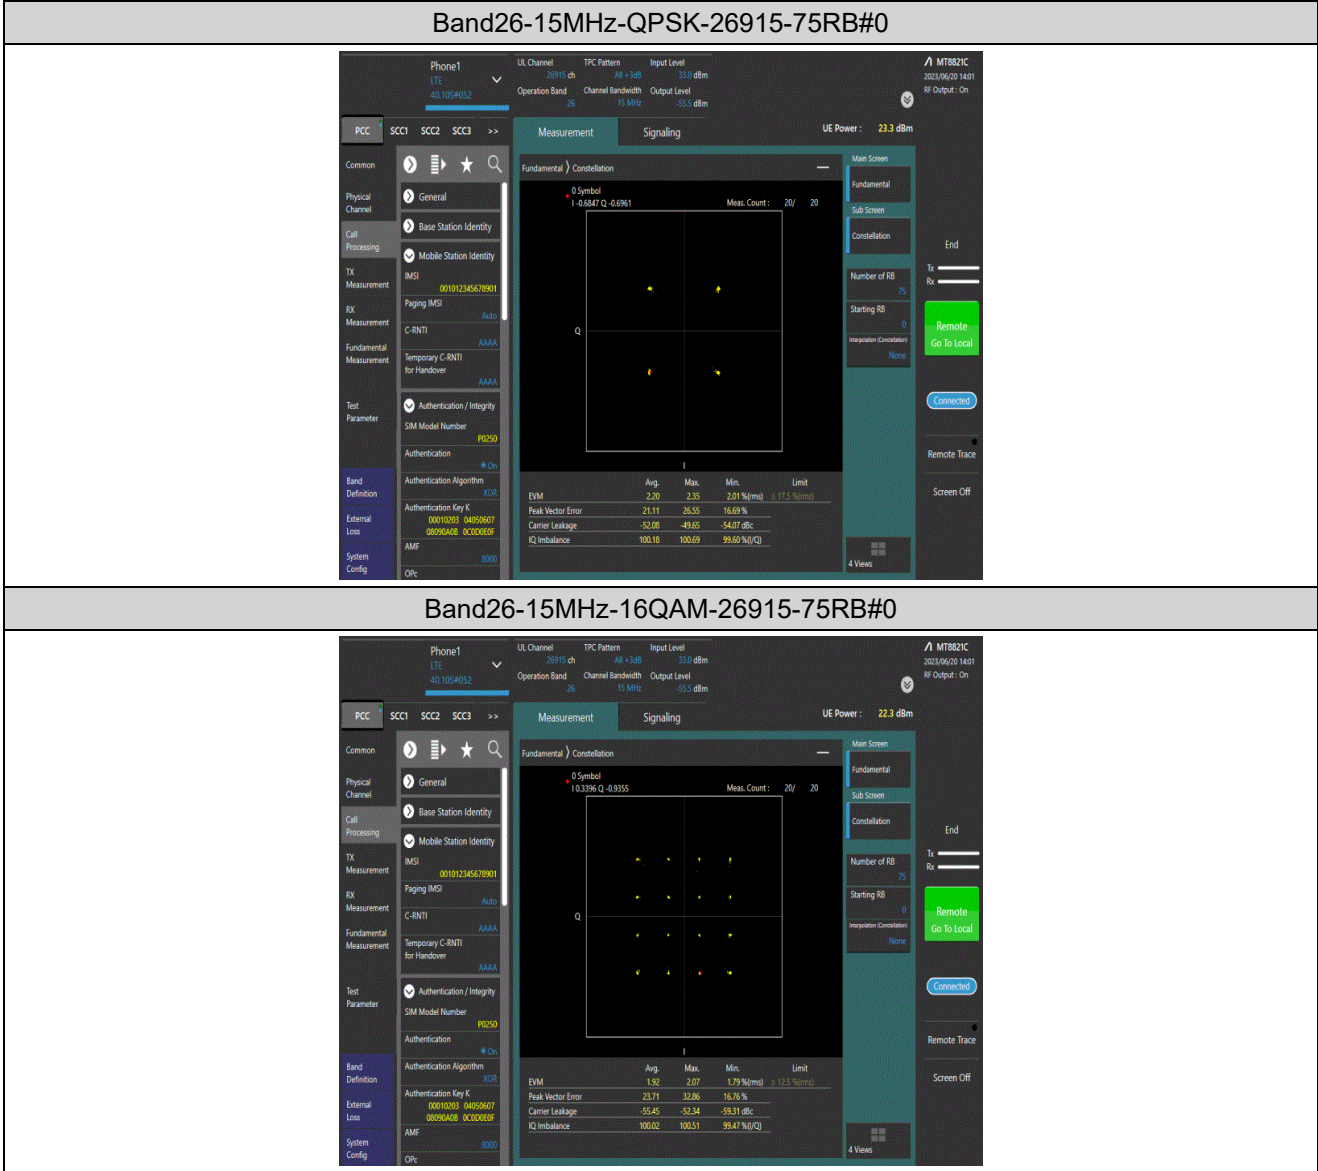 Band26-15MHz-QPSK-26915-75RB#0
Phone1
LTE
40.105#052
UL Channel TPC Pattern Input Level
26915 ch All +3dB 33.0 dBm
Operation Band Channel Bandwidth Output Level
26 15 MHz -55.5 dBm
MT8821C
2023/06/20 14:01
RF Output : On
PCC SCC1 SCC2 SCC3 >>
Measurement Signaling
UE Power : 23.3 dBm
Common
Physical
Channel
Call
Processing
TX
Measurement
RX
Measurement
Fundamental
Measurement
Test
Parameter
Band
Definition
External
Loss
System
Config
General
Base Station Identity
Mobile Station Identity
IMSI
001012345678901
Paging IMSI
Auto
C-RNTI
AAAA
Temporary C-RNTI
for Handover
AAAA
Authentication / Integrity
SIM Model Number
P0250
Authentication
On
Authentication Algorithm
XOR
Authentication Key K
00010203 04050607
08090A0B 0C0D0E0F
AMF
8000
OPc
Fundamental Constellation
0 Symbol
I -0.6847 Q -0.6961 Meas. Count : 20/ 20
Q
I
Avg. Max. Min. Limit
EVM 2.20 2.35 2.01 %(rms) ≤ 17.5 %(rms)
Peak Vector Error 21.11 26.55 16.69 %
Carrier Leakage -52.08 -49.65 -54.07 dBc
IQ Imbalance 100.18 100.69 99.60 %(I/Q)
Main Screen
Fundamental
Sub Screen
Constellation
Number of RB
75
Starting RB
0
Interpolation (Constellation)
None
4 Views
End
Tx
Rx
Remote
Go To Local
Connected
Remote Trace
Screen Off
Band26-15MHz-16QAM-26915-75RB#0
Phone1
LTE
40.105#052
UL Channel TPC Pattern Input Level
26915 ch All +3dB 33.0 dBm
Operation Band Channel Bandwidth Output Level
26 15 MHz -55.5 dBm
MT8821C
2023/06/20 14:01
RF Output : On
PCC SCC1 SCC2 SCC3 >>
Measurement Signaling
UE Power : 22.3 dBm
Common
Physical
Channel
Call
Processing
TX
Measurement
RX
Measurement
Fundamental
Measurement
Test
Parameter
Band
Definition
External
Loss
System
Config
General
Base Station Identity
Mobile Station Identity
IMSI
001012345678901
Paging IMSI
Auto
C-RNTI
AAAA
Temporary C-RNTI
for Handover
AAAA
Authentication / Integrity
SIM Model Number
P0250
Authentication
On
Authentication Algorithm
XOR
Authentication Key K
00010203 04050607
08090A0B 0C0D0E0F
AMF
8000
OPc
Fundamental Constellation
0 Symbol
I 0.3396 Q -0.9355 Meas. Count : 20/ 20
Q
I
Avg. Max. Min. Limit
EVM 1.92 2.07 1.79 %(rms) ≤ 12.5 %(rms)
Peak Vector Error 23.71 32.86 16.76 %
Carrier Leakage -55.45 -52.34 -59.31 dBc
IQ Imbalance 100.02 100.51 99.47 %(I/Q)
Main Screen
Fundamental
Sub Screen
Constellation
Number of RB
75
Starting RB
0
Interpolation (Constellation)
None
4 Views
End
Tx
Rx
Remote
Go To Local
Connected
Remote Trace
Screen Off